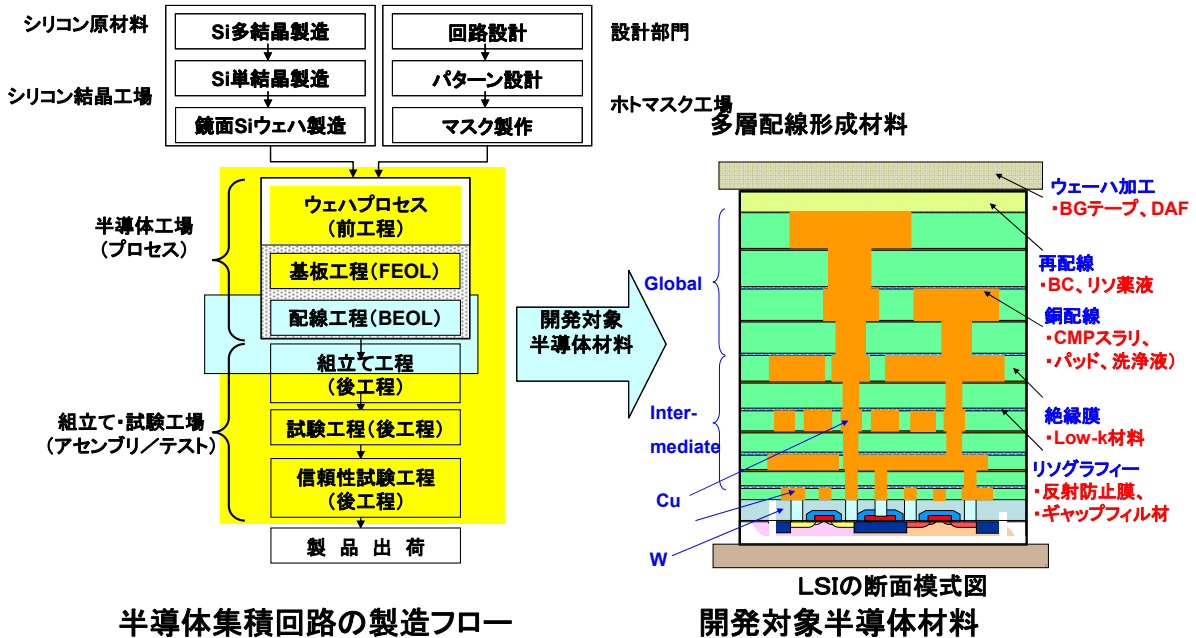 シリコン原材料
Si多結晶製造
Si単結晶製造
シリコン結晶工場
鏡面Siウェハ製造
回路設計
設計部門
パターン設計
マスク製作
ホトマスク工場
半導体工場
(プロセス)
ウェハプロセス
(前工程)
基板工程(FEOL)
配線工程(BEOL)
組立て・試験工場
(アセンブリ/テスト)
組立て工程
(後工程)
試験工程(後工程)
信頼性試験工程
(後工程)
製品出荷
半導体集積回路の製造フロー
開発対象
半導体材料
多層配線形成材料
Global
Inter-
mediate
Cu
W
ウェーハ加工
・BGテープ、DAF
再配線
・BC、リソ薬液
銅配線
・CMPスラリ、
・パッド、洗浄液)
絶縁膜
・Low-k材料
リソグラフィー
・反射防止膜、
・ギャップフィル材
LSIの断面模式図
開発対象半導体材料